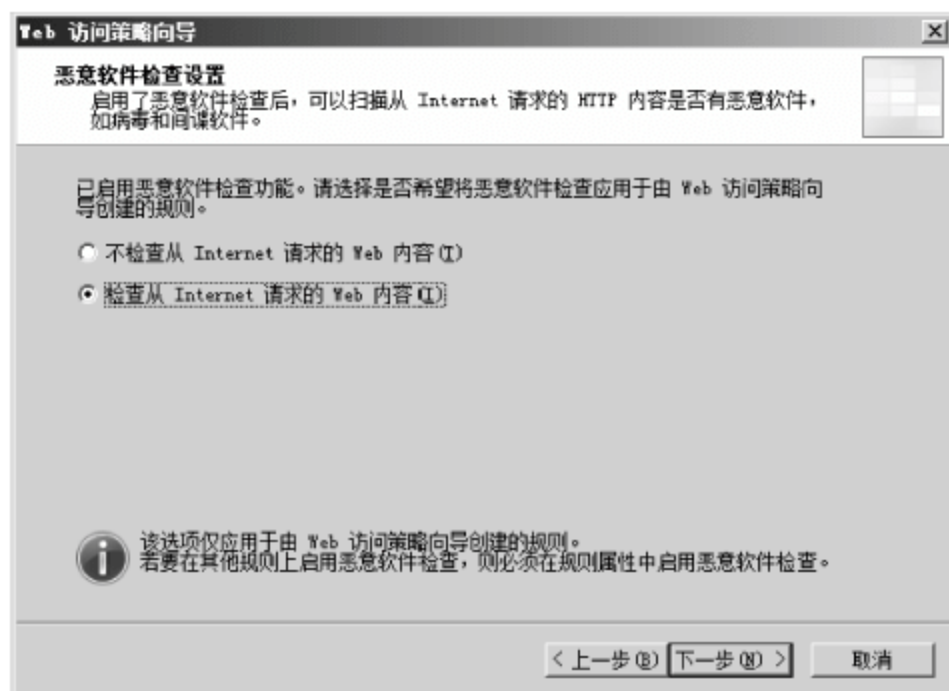 Web 访问策略向导
恶意软件检查设置
启用了恶意软件检查后，可以扫描从 Internet 请求的 HTTP 内容是否有恶意软件，
如病毒和间谍软件。
已启用恶意软件检查功能。请选择是否希望将恶意软件检查应用于由 Web 访问策略向
导创建的规则。
不检查从 Internet 请求的 Web 内容(T)
检查从 Internet 请求的 Web 内容(I)
该选项仅应用于由 Web 访问策略向导创建的规则。
若要在其他规则上启用恶意软件检查，则必须在规则属性中启用恶意软件检查。
< 上一步(B) 下一步(N) > 取消